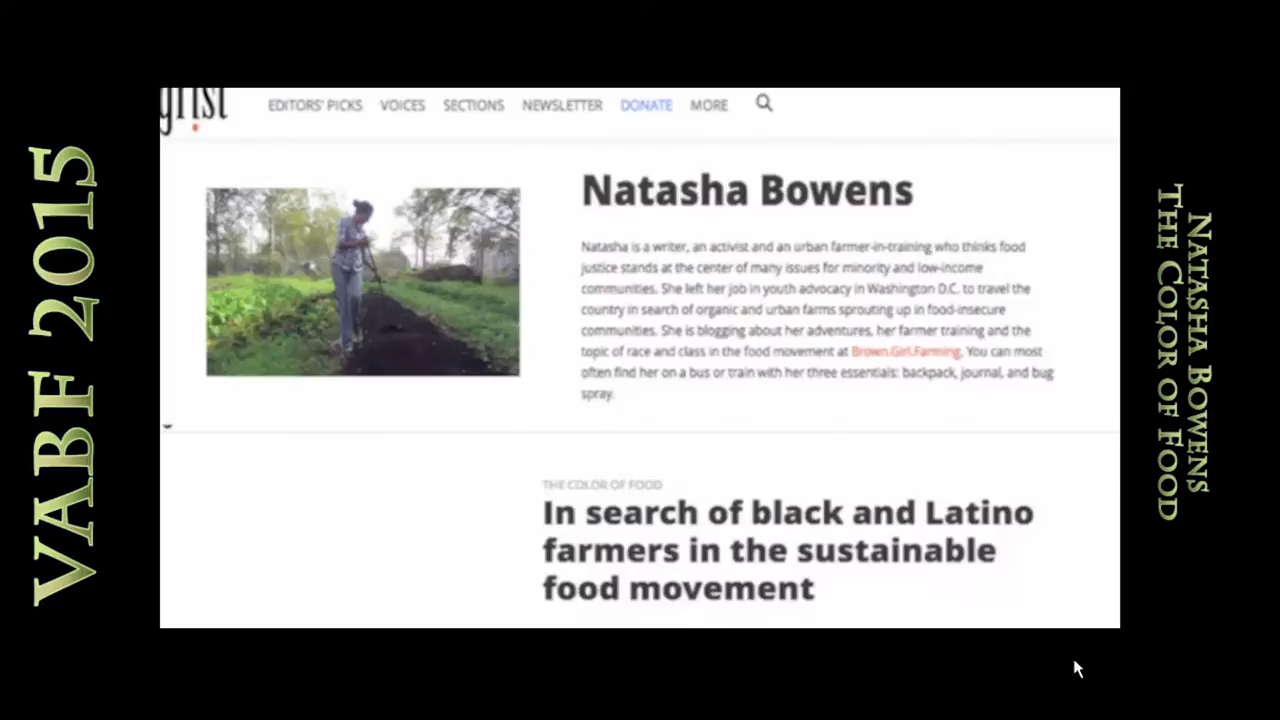 VABF 2015
grist
EDITORS' PICKS VOICES SECTIONS NEWSLETTER DONATE MORE
Natasha Bowens
Natasha is a writer, an activist and an urban farmer-in-training who thinks food
justice stands at the center of many issues for minority and low-income
communities. She left her job in youth advocacy in Washington D.C. to travel the
country in search of organic and urban farms sprouting up in food-insecure
communities. She is blogging about her adventures, her farmer training and the
topic of race and class in the food movement at Brown.Girl.Farming. You can most
often find her on a bus or train with her three essentials: backpack, journal, and bug
spray.
THE COLOR OF FOOD
In search of black and Latino
farmers in the sustainable
food movement
Natasha Bowens
The Color of Food